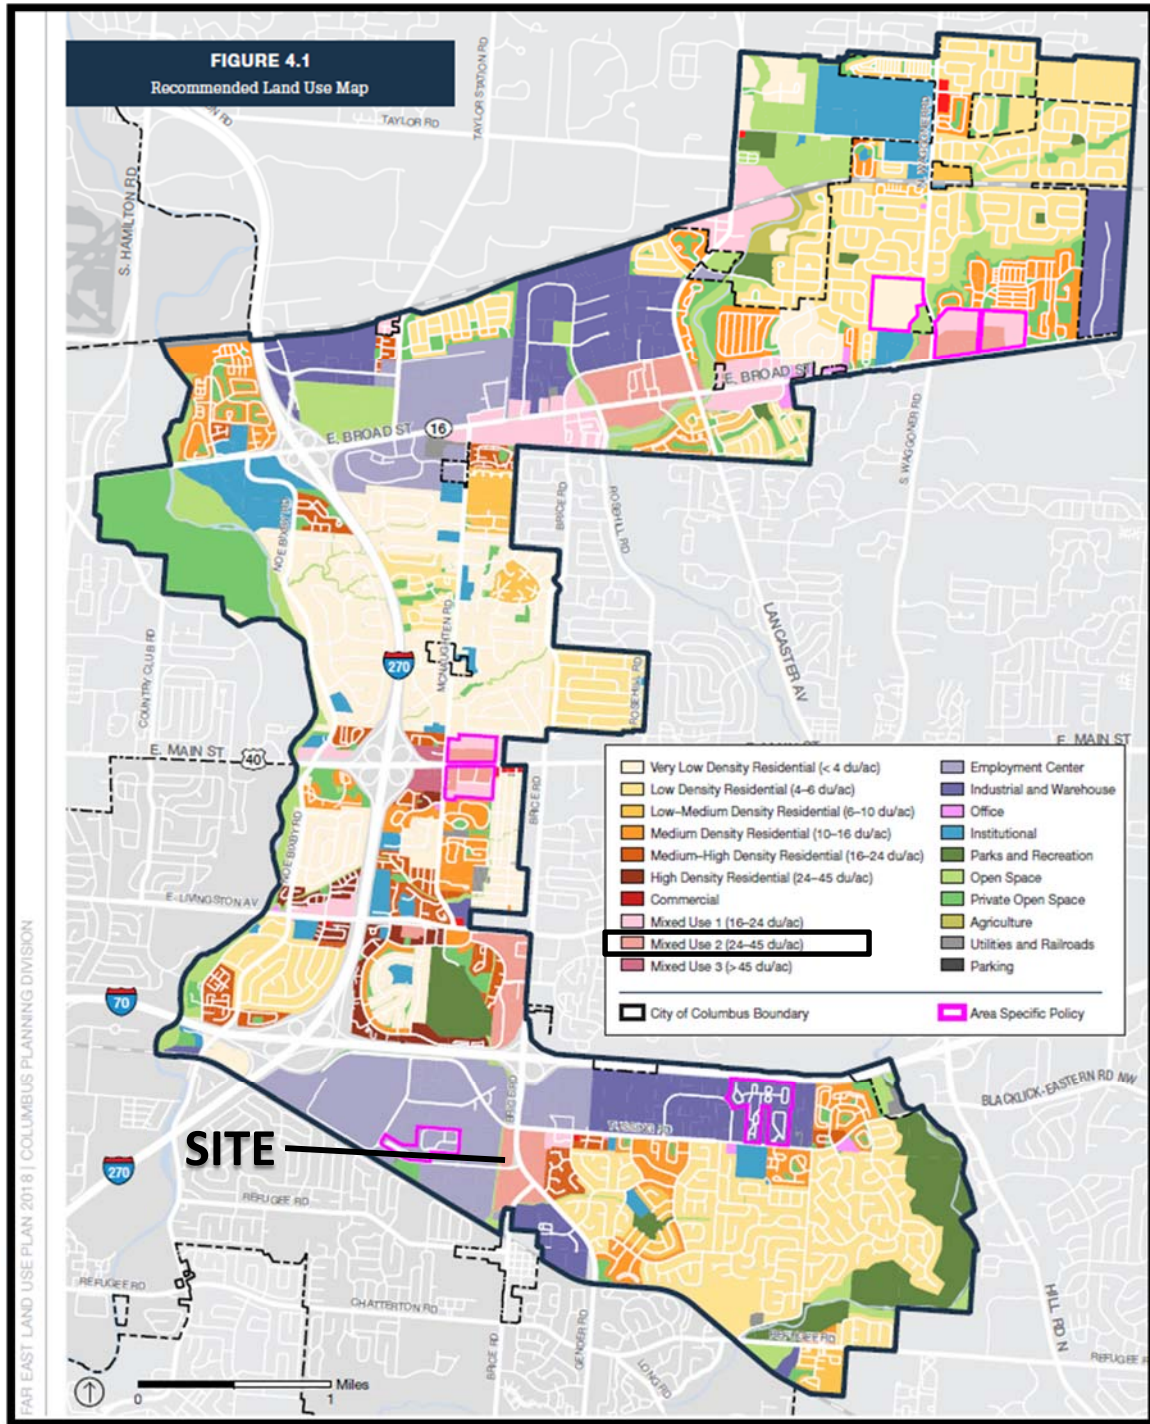 FIGURE 4.1
Recommended Land Use Map
TAYLOR RD
TAYLOR STATION RD
S. HAMILTON RD
E. BROAD ST
E. BROAD ST
16
S. WAGGONER RD
NOE BIXBY RD
BRICE RD
ROSEHILL RD
MCNAUGHTEN RD
LANCASTER AV
COUNTRY CLUB RD
270
ROSEHILL RD
E. MAIN ST
40
E. MAIN ST
BRICE RD
NOE BIXBY RD
E. LIVINGSTON AV
Very Low Density Residential (< 4 du/ac)
Low Density Residential (4–6 du/ac)
Low–Medium Density Residential (6–10 du/ac)
Medium Density Residential (10–16 du/ac)
Medium–High Density Residential (16–24 du/ac)
High Density Residential (24–45 du/ac)
Commercial
Mixed Use 1 (16–24 du/ac)
Mixed Use 2 (24–45 du/ac)
Mixed Use 3 (>45 du/ac)
Employment Center
Industrial and Warehouse
Office
Institutional
Parks and Recreation
Open Space
Private Open Space
Agriculture
Utilities and Railroads
Parking
City of Columbus Boundary
Area Specific Policy
70
BRICE RD
TUSSING RD
BLACKLICK-EASTERN RD NW
SITE
270
REFUGEE RD
REFUGEE RD
CHATTERTON RD
BRICE RD
GENDER RD
LONG RD
REFUGEE RD
HILL RD N
REFUGEE R
0 1 Miles
FAR EAST LAND USE PLAN 2018 | COLUMBUS PLANNING DIVISION